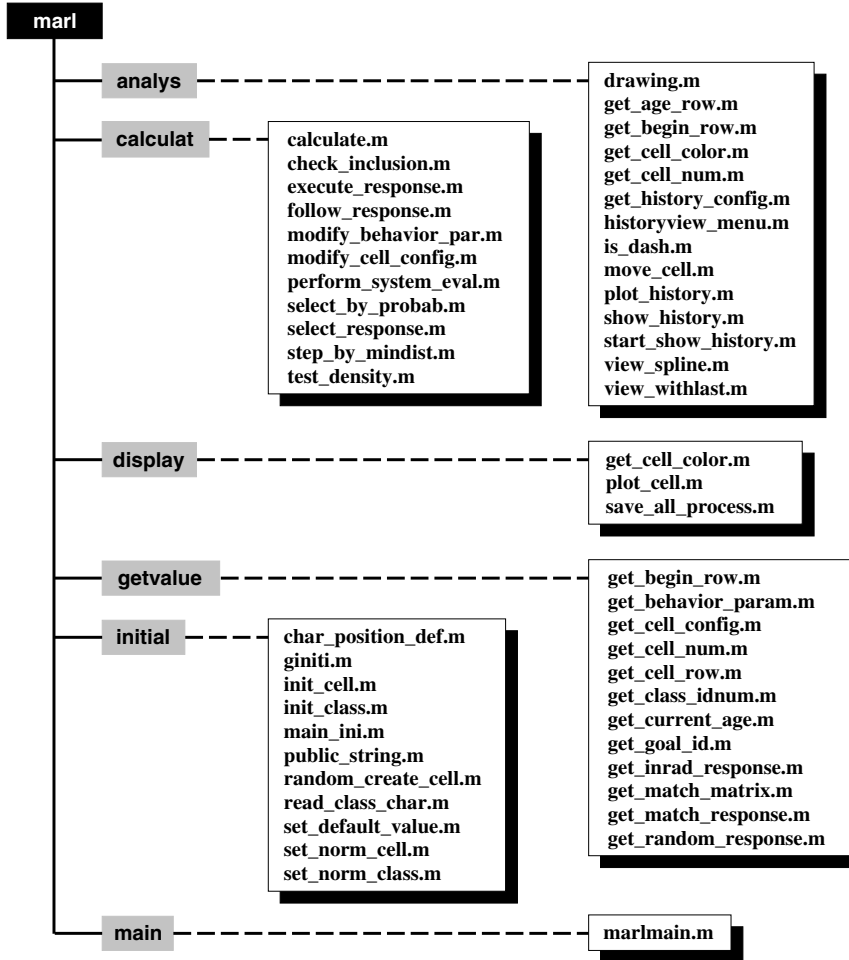 marl
analys
drawing.m
get_age_row.m
get_begin_row.m
get_cell_color.m
get_cell_num.m
get_history_config.m
historyview_menu.m
is_dash.m
move_cell.m
plot_history.m
show_history.m
start_show_history.m
view_spline.m
view_withlast.m
calculat
calculate.m
check_inclusion.m
execute_response.m
follow_response.m
modify_behavior_par.m
modify_cell_config.m
perform_system_eval.m
select_by_probab.m
select_response.m
step_by_mindist.m
test_density.m
display
get_cell_color.m
plot_cell.m
save_all_process.m
getvalue
get_begin_row.m
get_behavior_param.m
get_cell_config.m
get_cell_num.m
get_cell_row.m
get_class_idnum.m
get_current_age.m
get_goal_id.m
get_inrad_response.m
get_match_matrix.m
get_match_response.m
get_random_response.m
initial
char_position_def.m
giniti.m
init_cell.m
init_class.m
main_ini.m
public_string.m
random_create_cell.m
read_class_char.m
set_default_value.m
set_norm_cell.m
set_norm_class.m
main
marlmain.m